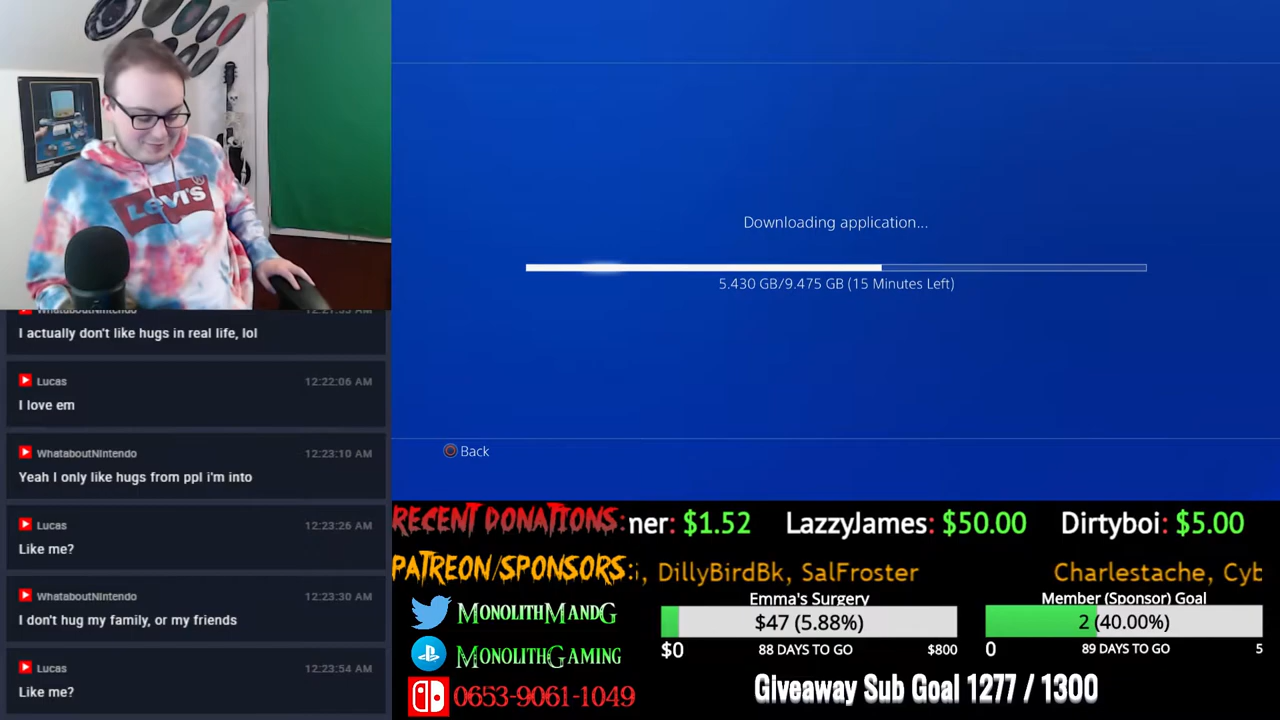 LEVI'S
I actually don't like hugs in real life, lol
Lucas 12:22:06 AM
I love em
WhataboutNintendo 12:23:10 AM
Yeah I only like hugs from ppl i'm into
Lucas 12:23:26 AM
Like me?
WhataboutNintendo 12:23:30 AM
I don't hug my family, or my friends
Lucas 12:23:54 AM
Like me?
Downloading application...
5.430 GB/9.475 GB (15 Minutes Left)
Back
RECENT DONATIONS: ner: $1.52 LazzyJames: $50.00 Dirtyboi: $5.00
PATREON/SPONSORS: , DillyBirdBk, SalFroster Charlestache, Cyb
MonolithMandG
MonolithGaming
0653-9061-1049
Emma's Surgery
$47 (5.88%)
$0 88 DAYS TO GO $800
Member (Sponsor) Goal
2 (40.00%)
0 89 DAYS TO GO 5
Giveaway Sub Goal 1277 / 1300